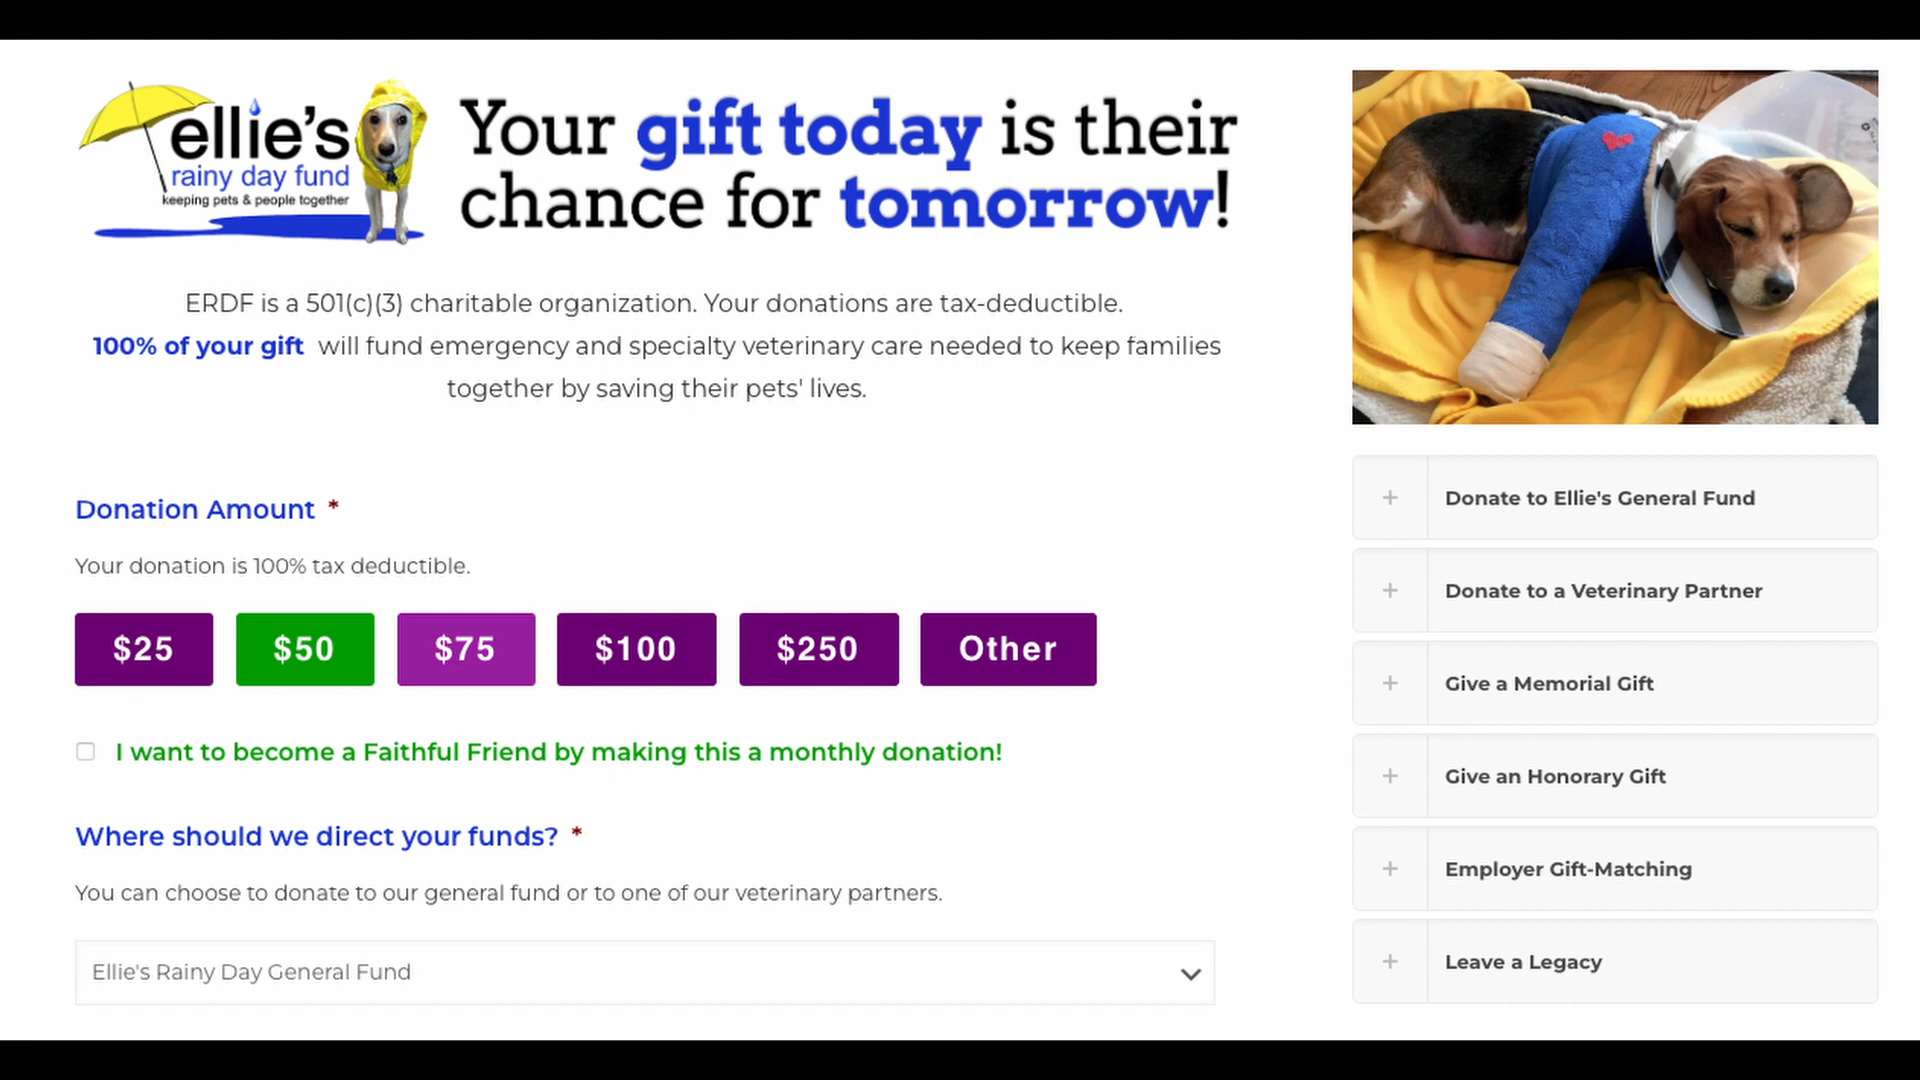 ellie's
rainy day fund
keeping pets & people together
Your gift today is their
chance for tomorrow!
ERDF is a 501(c)(3) charitable organization. Your donations are tax-deductible.
100% of your gift will fund emergency and specialty veterinary care needed to keep families
together by saving their pets' lives.
Donation Amount *
Your donation is 100% tax deductible.
$25 $50 $75 $100 $250 Other
I want to become a Faithful Friend by making this a monthly donation!
Where should we direct your funds? *
You can choose to donate to our general fund or to one of our veterinary partners.
Ellie's Rainy Day General Fund
+ Donate to Ellie's General Fund
+ Donate to a Veterinary Partner
+ Give a Memorial Gift
+ Give an Honorary Gift
+ Employer Gift-Matching
+ Leave a Legacy